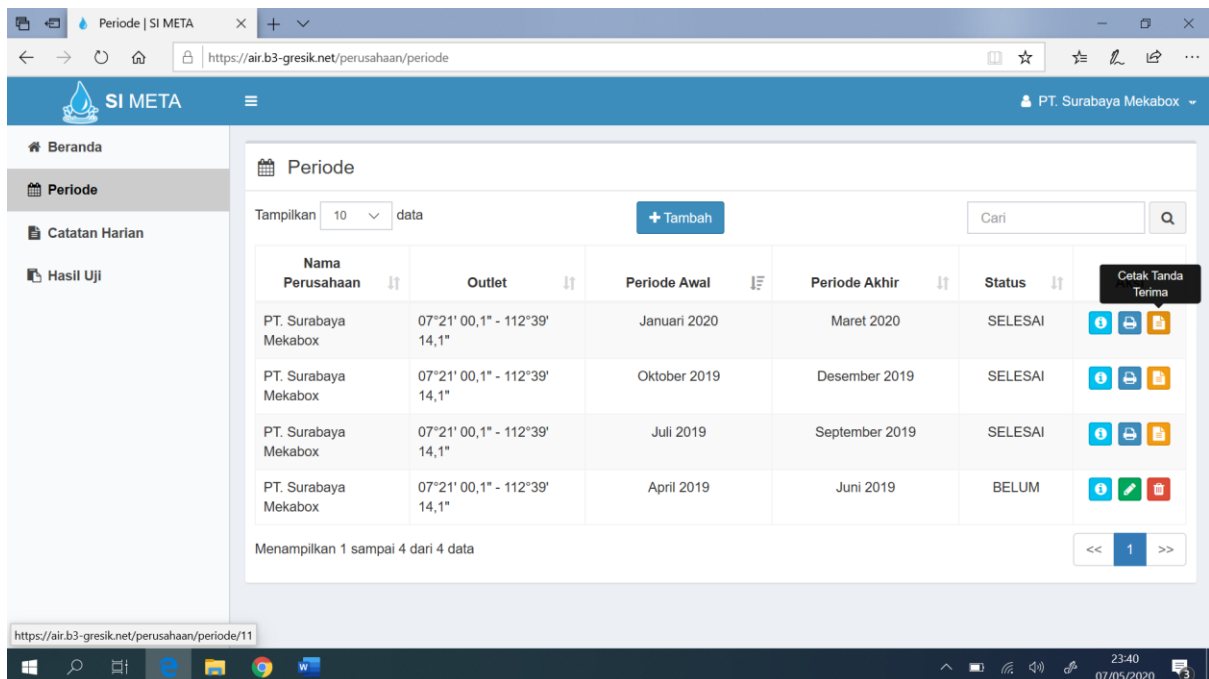 Periode | SI META
https://air.b3-gresik.net/perusahaan/periode
SI META
PT. Surabaya Mekabox
Beranda
Periode
Catatan Harian
Hasil Uji
Periode
Tampilkan 10 data
Tambah
Cari
Nama
Perusahaan
Outlet
Periode Awal
Periode Akhir
Status
Cetak Tanda
Terima
PT. Surabaya
Mekabox
07°21' 00,1" - 112°39'
14,1"
Januari 2020
Maret 2020
SELESAI
PT. Surabaya
Mekabox
07°21' 00,1" - 112°39'
14,1"
Oktober 2019
Desember 2019
SELESAI
PT. Surabaya
Mekabox
07°21' 00,1" - 112°39'
14,1"
Juli 2019
September 2019
SELESAI
PT. Surabaya
Mekabox
07°21' 00,1" - 112°39'
14,1"
April 2019
Juni 2019
BELUM
Menampilkan 1 sampai 4 dari 4 data
<< 1 >>
https://air.b3-gresik.net/perusahaan/periode/11
23:40
07/05/2020
3